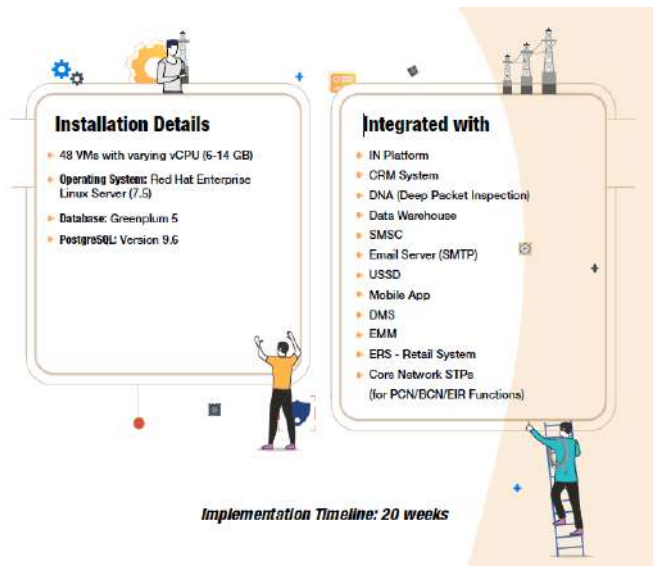 Installation Details
48 VMs with varying vCPU (6-14 GB)
Operating System: Red Hat Enterprise
Linux Server (7.5)
Database: Greenplum 5
PostgreSQL: Version 9.6
Integrated with
IN Platform
CRM System
DNA (Deep Packet Inspection)
Data Warehouse
SMSC
Email Server (SMTP)
USSD
Mobile App
DMS
EMM
ERS - Retail System
Core Network STPs
(for PCN/BCN/EIR Functions)
Implementation Timeline: 20 weeks